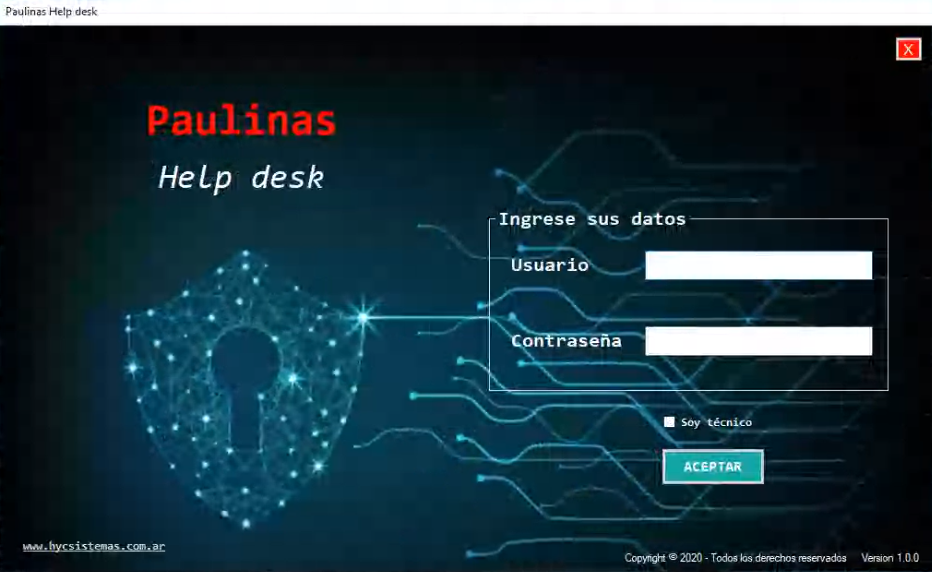 Paulinas Help desk
X
Paulinas
Help desk
Ingrese sus datos
Usuario
Contraseña
Soy técnico
ACEPTAR
www.hycsistemas.com.ar
Copyright © 2020 - Todos los derechos reservados Version 1.0.0